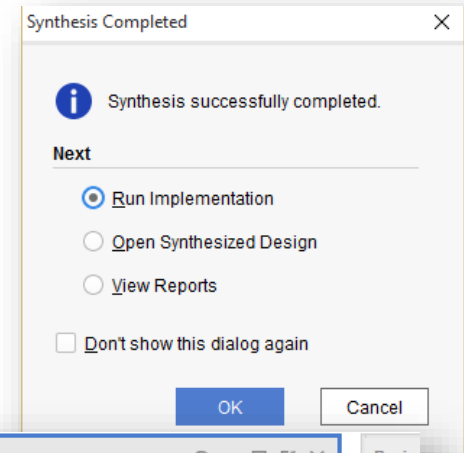 Synthesis Completed
Synthesis successfully completed.
Next
Run Implementation
Open Synthesized Design
View Reports
Don't show this dialog again
OK Cancel